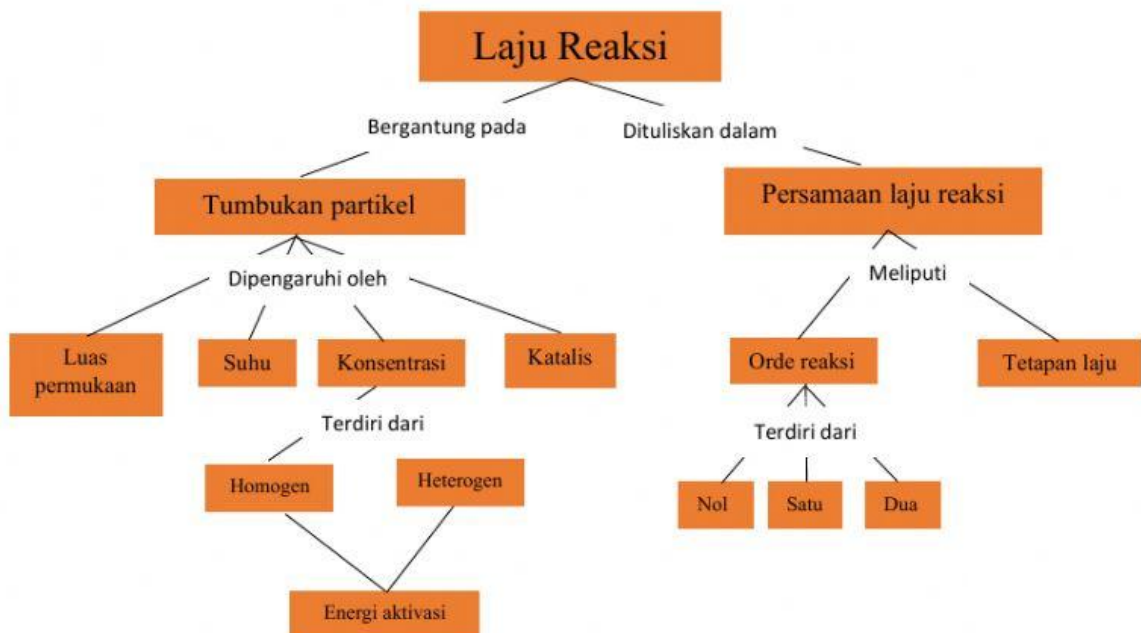 Laju Reaksi
Bergantung pada
Dituliskan dalam
Tumbukan partikel
Persamaan laju reaksi
Dipengaruhi oleh
Meliputi
Luas
permukaan
Suhu
Konsentrasi
Katalis
Orde reaksi
Tetapan laju
Terdiri dari
Terdiri dari
Homogen
Heterogen
Nol
Satu
Dua
Energi aktivasi